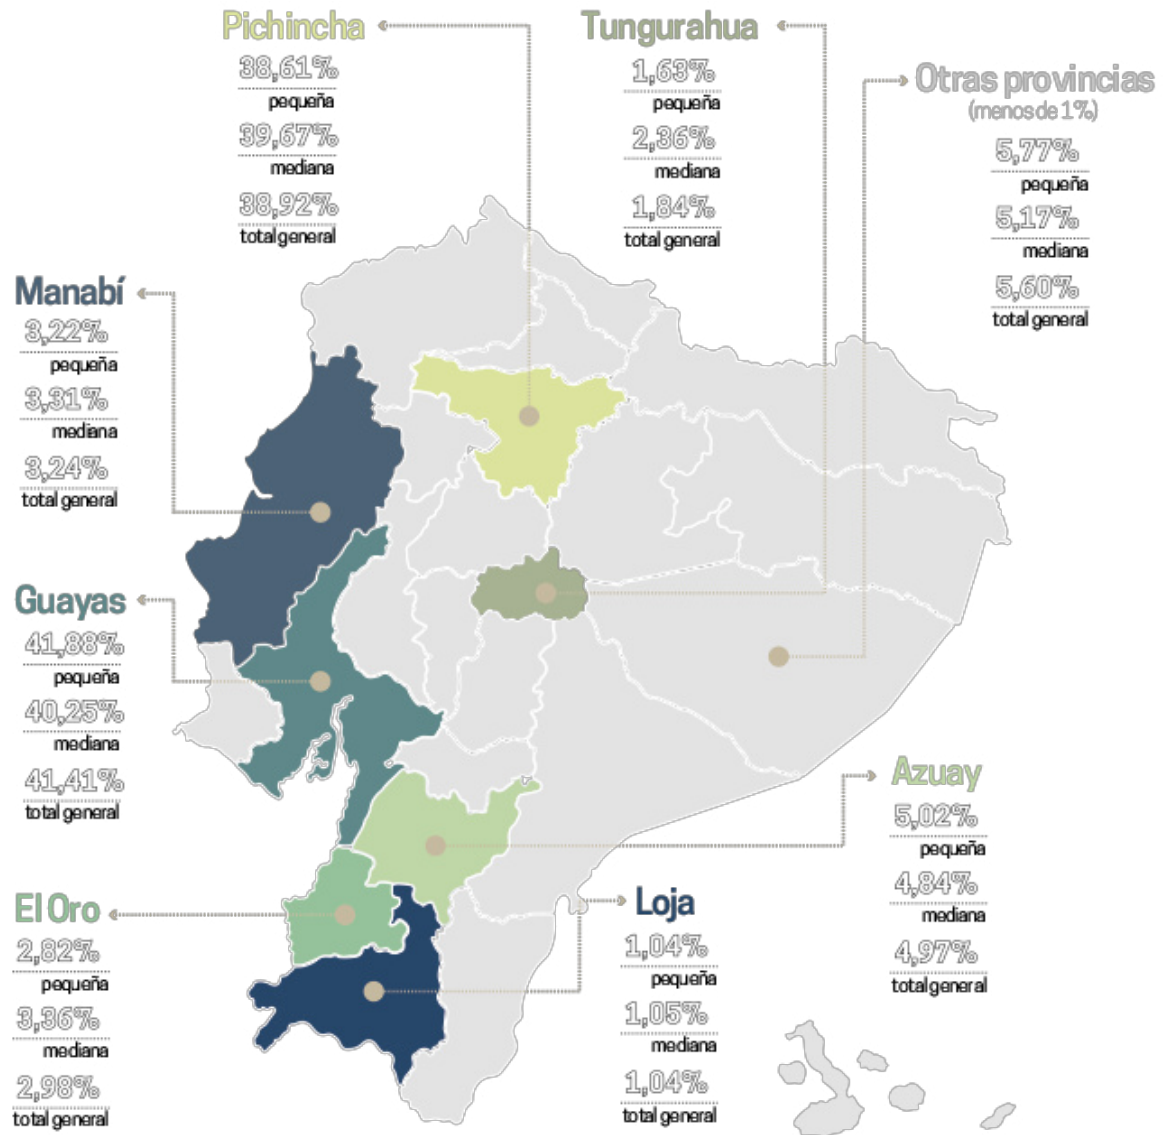 Pichincha
38,61%
pequeña
39,67%
mediana
38,92%
total general
Tungurahua
1,63%
pequeña
2,36%
mediana
1,84%
total general
Otras provincias
(menos de 1%)
5,77%
pequeña
5,17%
mediana
5,60%
total general
Manabí
3,22%
pequeña
3,31%
mediana
3,24%
total general
Guayas
41,88%
pequeña
40,25%
mediana
41,41%
total general
Azuay
5,02%
pequeña
4,84%
mediana
4,97%
total general
El Oro
2,82%
pequeña
3,36%
mediana
2,98%
total general
Loja
1,04%
pequeña
1,05%
mediana
1,04%
total general